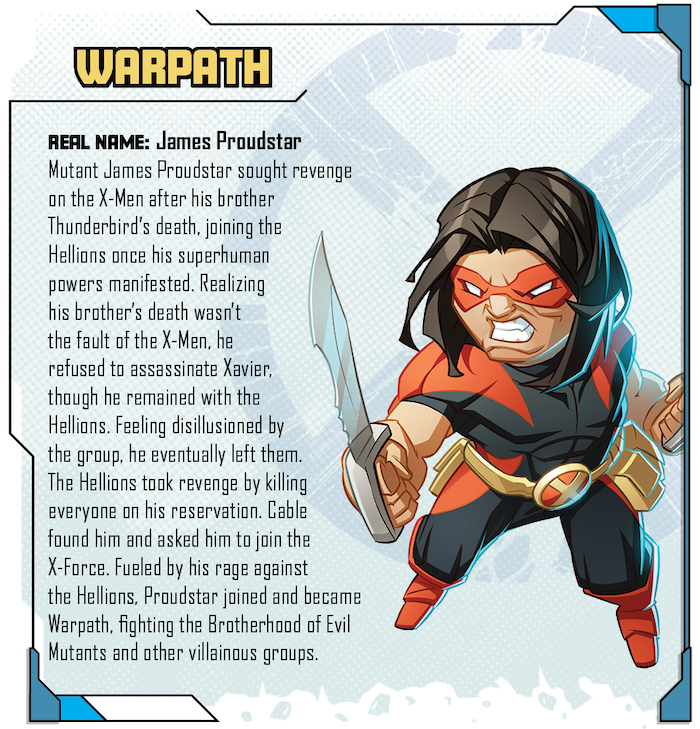 WARPATH
REAL NAME: James Proudstar
Mutant James Proudstar sought revenge
on the X-Men after his brother
Thunderbird's death, joining the
Hellions once his superhuman
powers manifested. Realizing
his brother's death wasn't
the fault of the X-Men, he
refused to assassinate Xavier,
though he remained with the
Hellions. Feeling disillusioned by
the group, he eventually left them.
The Hellions took revenge by killing
everyone on his reservation. Cable
found him and asked him to join the
X-Force. Fueled by his rage against
the Hellions, Proudstar joined and became
Warpath, fighting the Brotherhood of Evil
Mutants and other villainous groups.